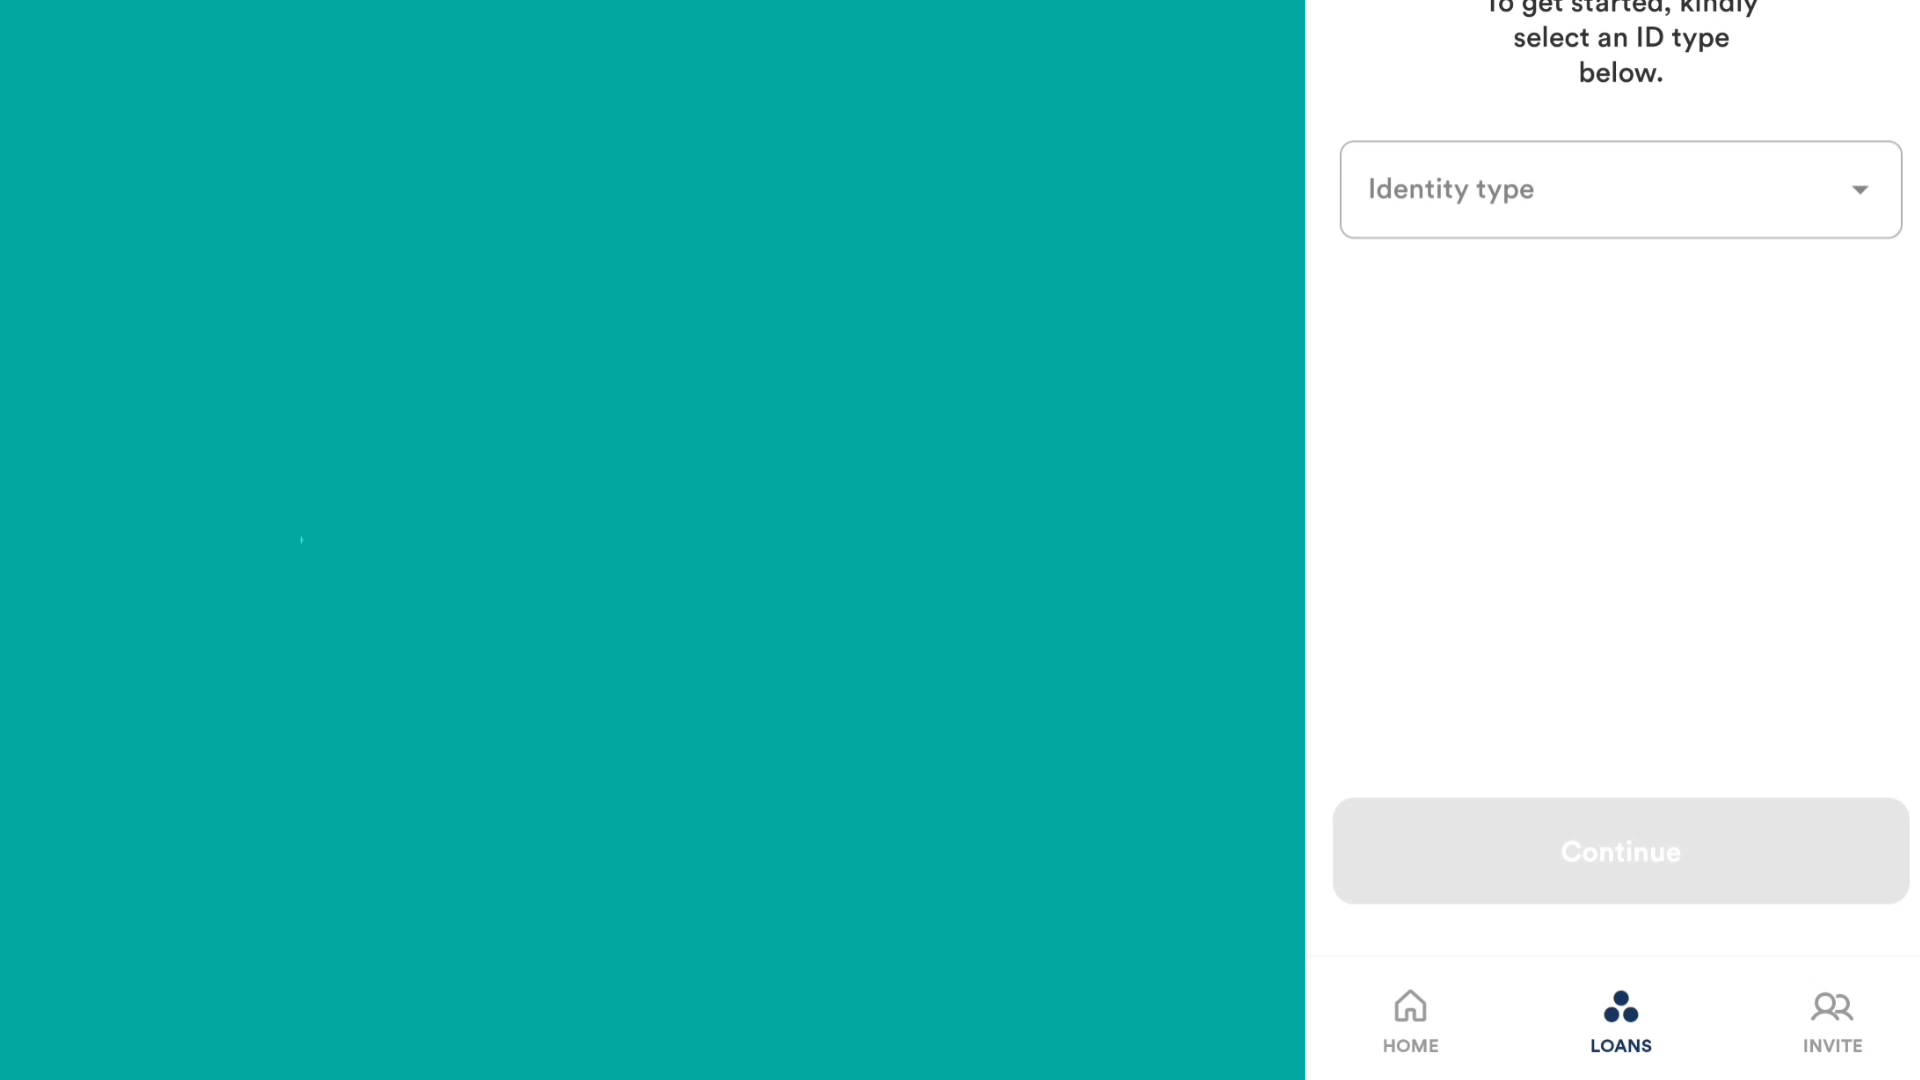 To get started, kindly
select an ID type
below.
Identity type
Continue
HOME
LOANS
INVITE